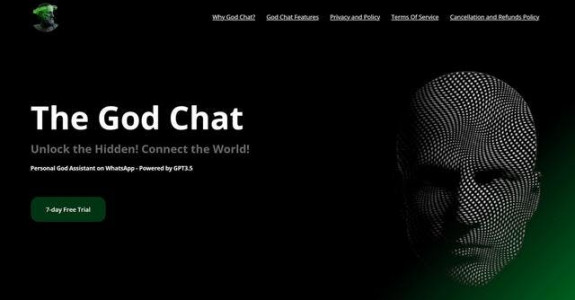 Why God Chat?
God Chat Features
Privacy and Policy
Terms Of Service
Cancellation and Refunds Policy
The God Chat
Unlock the Hidden! Connect the World!
Personal God Assistant on WhatsApp - Powered by GPT3.5
7-day Free Trial